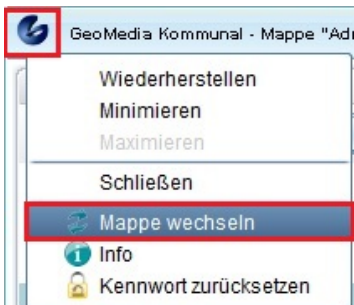 GeoMedia Kommunal - Mappe "Adr
Wiederherstellen
Minimieren
Maximieren
Schließen
Mappe wechseln
Info
Kennwort zurücksetzen